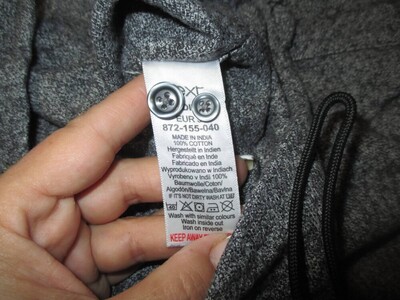 EUR
872-155-040
MADE IN INDIA
100% COTTON
Hergestellt in Indien
Fabriqué en Inde
Fabricado en India
Wyprodukowano w Indiach
Vyrobeno v Indii 100%
Baumwolle/Coton/
Algodón/Bawełna/Bavlna
IF IT'S NOT DIRTY WASH AT
40
Wash with similar colours
Wash inside out
Iron on reverse
KEEP AWAY